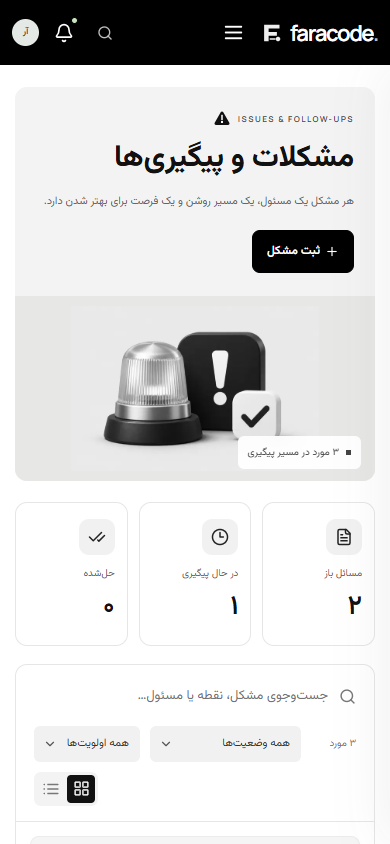 faracode.
آر
ISSUES & FOLLOW-UPS
مشکلات و پیگیری‌ها
هر مشکل یک مسئول، یک مسیر روشن و یک فرصت برای بهتر شدن دارد.
+ ثبت مشکل
۳ مورد در مسیر پیگیری
مسائل باز
۲
در حال پیگیری
۱
حل‌شده
۰
جست‌وجوی مشکل، نقطه یا مسئول...
۳ مورد
همه وضعیت‌ها
همه اولویت‌ها